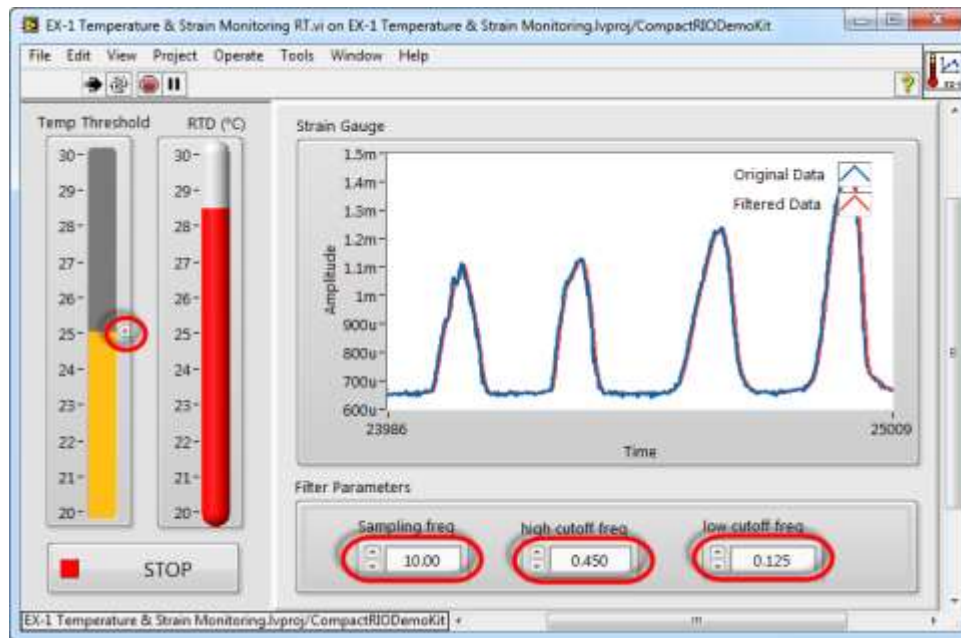 EX-1 Temperature & Strain Monitoring RT.vi on EX-1 Temperature & Strain Monitoring.lvproj/CompactRIODemoKit
File Edit View Project Operate Tools Window Help
Temp Threshold
30
29
28
27
26
25
24
23
22
21
20
RTD (°C)
30
29
28
27
26
25
24
23
22
21
20
STOP
Strain Gauge
Original Data
Filtered Data
Amplitude
1.5m
1.4m
1.3m
1.2m
1.1m
1m
900u
800u
700u
600u
23986 25009
Time
Filter Parameters
Sampling freq high cutoff freq low cutoff freq
10.00 0.450 0.125
EX-1 Temperature & Strain Monitoring.lvproj/CompactRIODemoKit